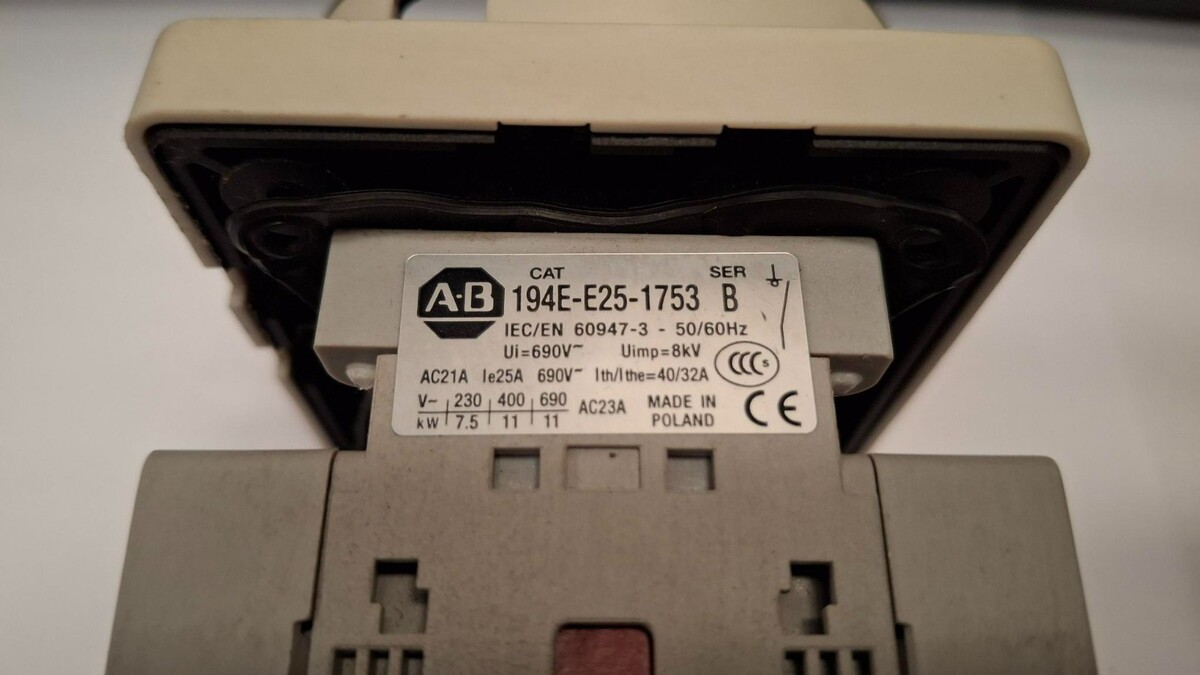 CAT SER
A-B 194E-E25-1753 B
IEC/EN 60947-3 - 50/60Hz
Ui=690V~ Uimp=8kV
CCC S
AC21A Ie25A 690V~ Ith/Ithe=40/32A
V~ 230 400 690
kW 7.5 11 11
AC23A
MADE IN
POLAND
CE